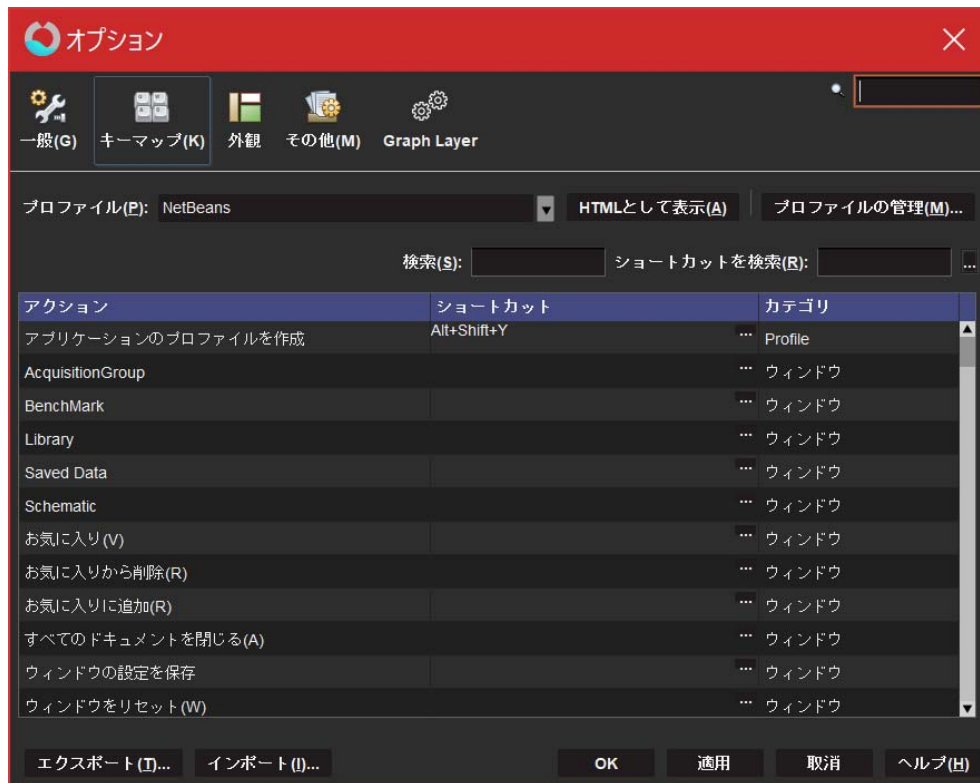 オプション
一般(G) キーマップ(K) 外観 その他(M) Graph Layer
プロファイル(P): NetBeans HTMLとして表示(A) プロファイルの管理(M)...
検索(S): ショートカットを検索(R): ...
アクション ショートカット カテゴリ
アプリケーションのプロファイルを作成 Alt+Shift+Y ... Profile
AcquisitionGroup ... ウィンドウ
BenchMark ... ウィンドウ
Library ... ウィンドウ
Saved Data ... ウィンドウ
Schematic ... ウィンドウ
お気に入り(V) ... ウィンドウ
お気に入りから削除(R) ... ウィンドウ
お気に入りに追加(R) ... ウィンドウ
すべてのドキュメントを閉じる(A) ... ウィンドウ
ウィンドウの設定を保存 ... ウィンドウ
ウィンドウをリセット(W) ... ウィンドウ
エクスポート(T)... インポート(I)... OK 適用 取消 ヘルプ(H)